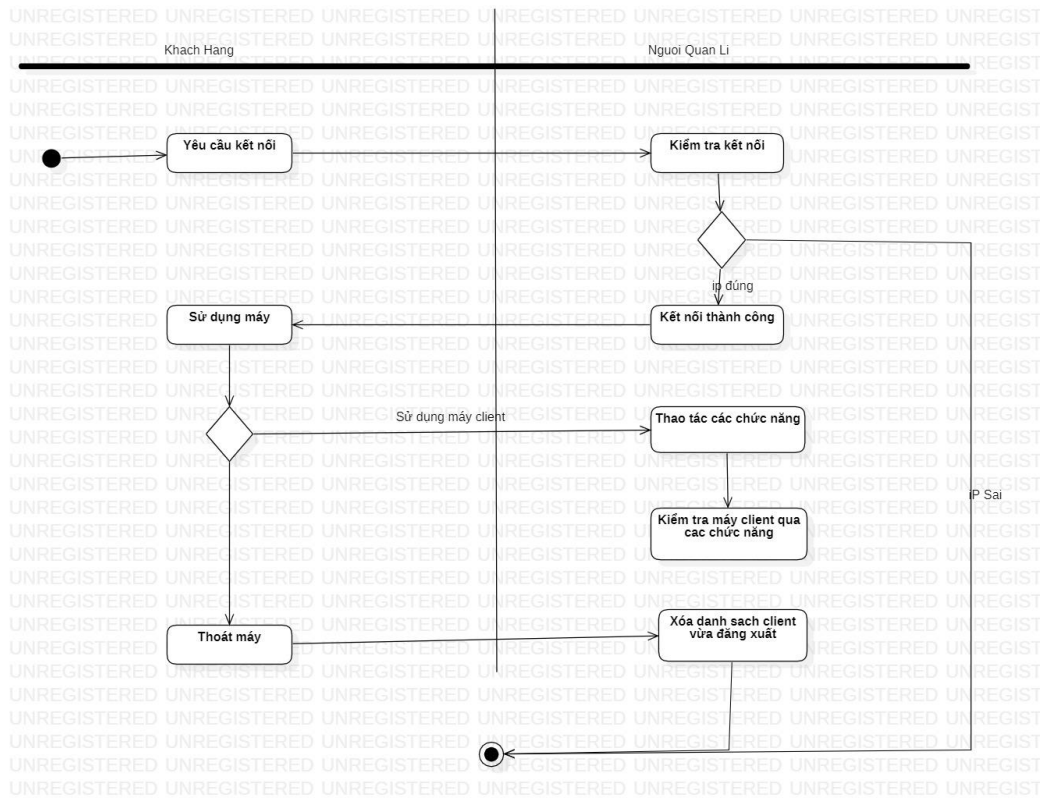 Khach Hang
Nguoi Quan Li
Yêu cầu kết nối
Kiểm tra kết nối
ip đúng
Sử dụng máy
Kết nối thành công
Sử dụng máy client
Thao tác các chức năng
iP Sai
Kiểm tra máy client qua
cac chức năng
Thoát máy
Xóa danh sach client
vừa đăng xuất
UNREGISTERED